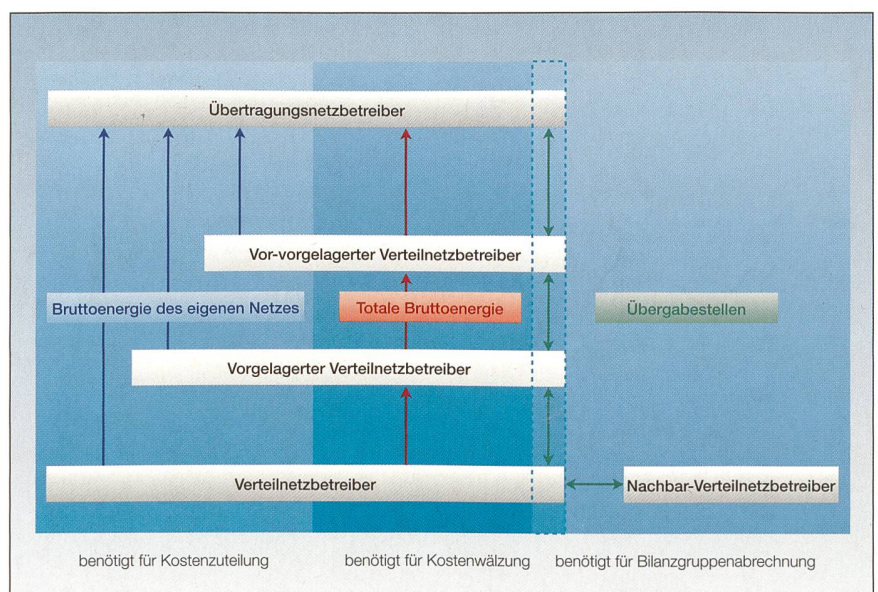 Übertragungsnetzbetreiber
Vor-vorgelagerter Verteilnetzbetreiber
Bruttoenergie des eigenen Netzes
Totale Bruttoenergie
Übergabestellen
Vorgelagerter Verteilnetzbetreiber
Verteilnetzbetreiber
Nachbar-Verteilnetzbetreiber
benötigt für Kostenzuteilung
benötigt für Kostenwälzung
benötigt für Bilanzgruppenabrechnung